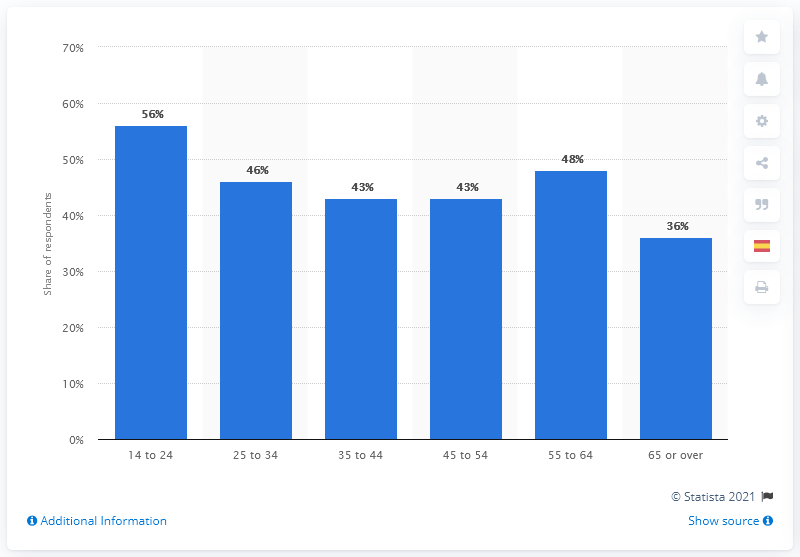 70%
60%
50%
40%
30%
20%
10%
0%
Share of respondents
56%
46%
43%
43%
48%
36%
14 to 24
25 to 34
35 to 44
45 to 54
55 to 64
65 or over
© Statista 2021
Additional Information
Show source